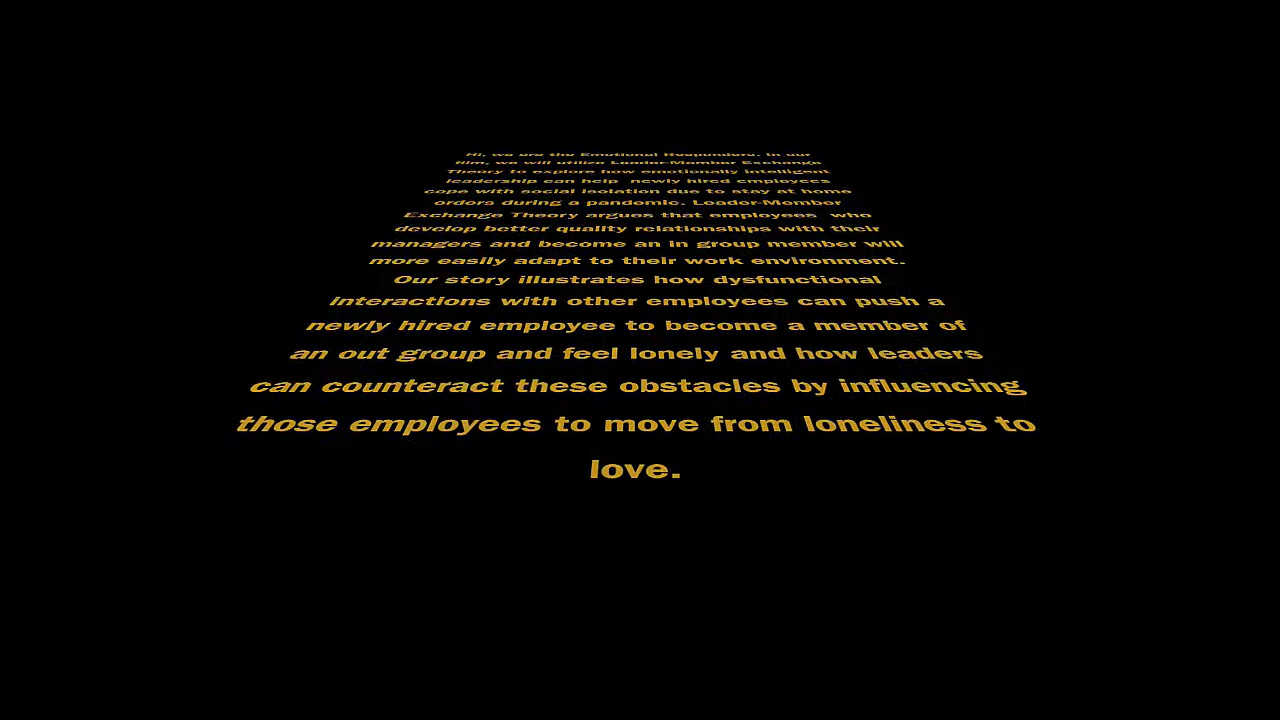 Hi, we are the Emotional Responders. In our
film, we will utilize Leader-Member Exchange
Theory to explore how emotionally intelligent
leadership can help newly hired employees
cope with social isolation due to stay at home
orders during a pandemic. Leader-Member
Exchange Theory argues that employees who
develop better quality relationships with their
managers and become an in group member will
more easily adapt to their work environment.
Our story illustrates how dysfunctional
interactions with other employees can push a
newly hired employee to become a member of
an out group and feel lonely and how leaders
can counteract these obstacles by influencing
those employees to move from loneliness to
love.